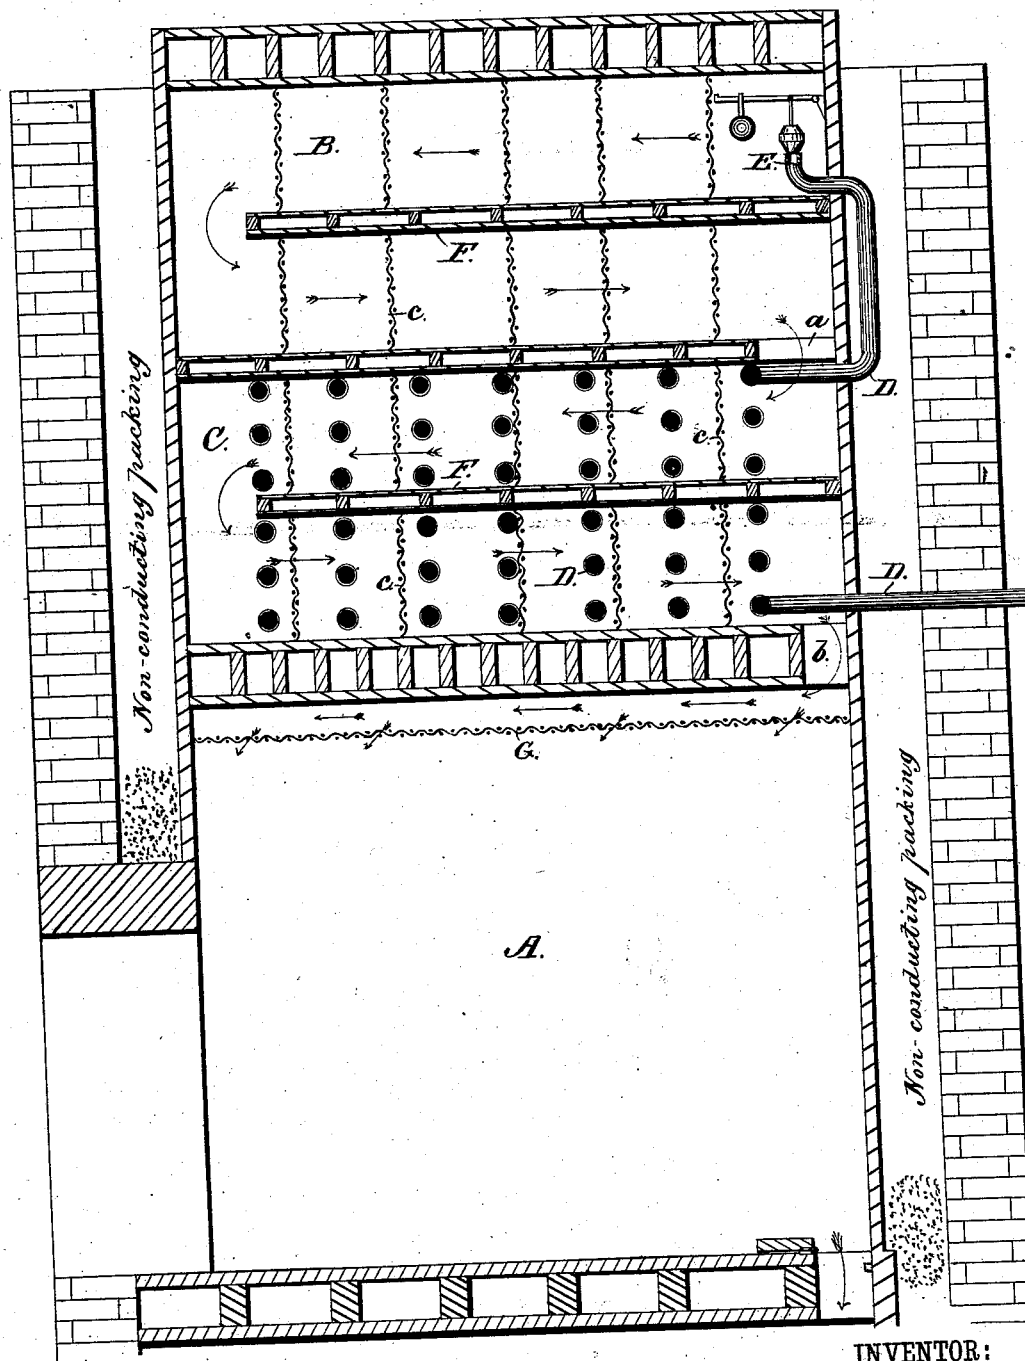 B.
E.
F.
c.
a
D.
C.
c.
F.
c.
D.
D.
b.
G.
A.
Non-conducting packing
Non-conducting packing
INVENTOR: